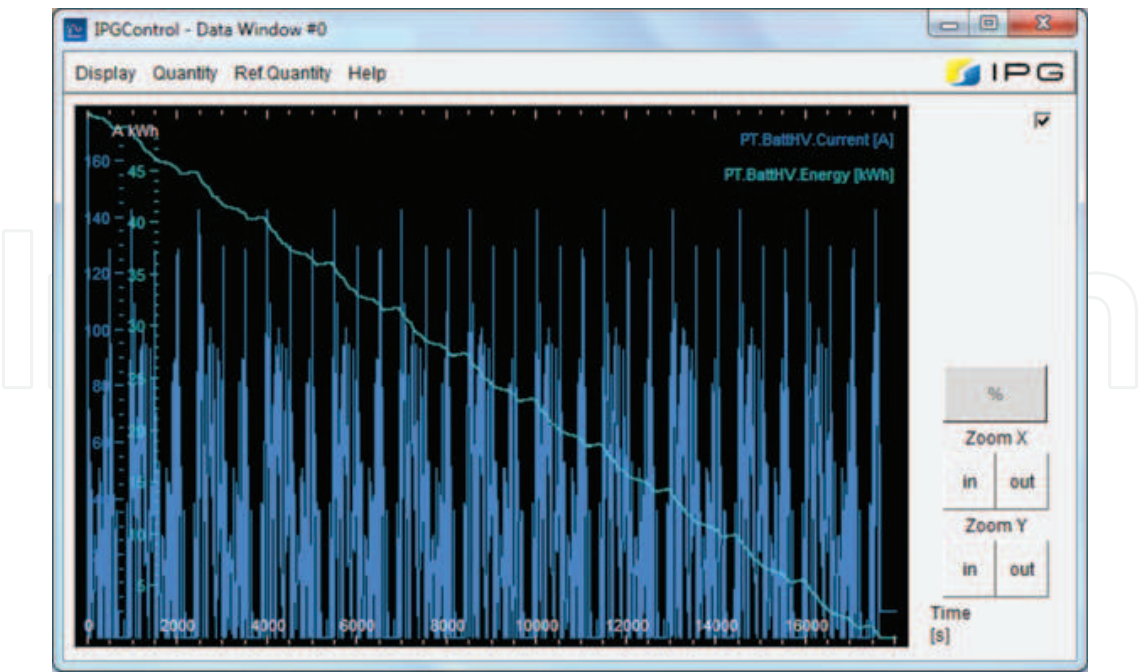 IPGControl - Data Window #0
Display Quantity Ref.Quantity Help
IPG
A kWh
PT.BattHV.Current [A]
PT.BattHV.Energy [kWh]
160
45
140
40
120
35
100
30
80
25
60
20
40
15
10
5
0 2000 4000 6000 8000 10000 12000 14000 16000
%
Zoom X
in out
Zoom Y
in out
Time
[s]